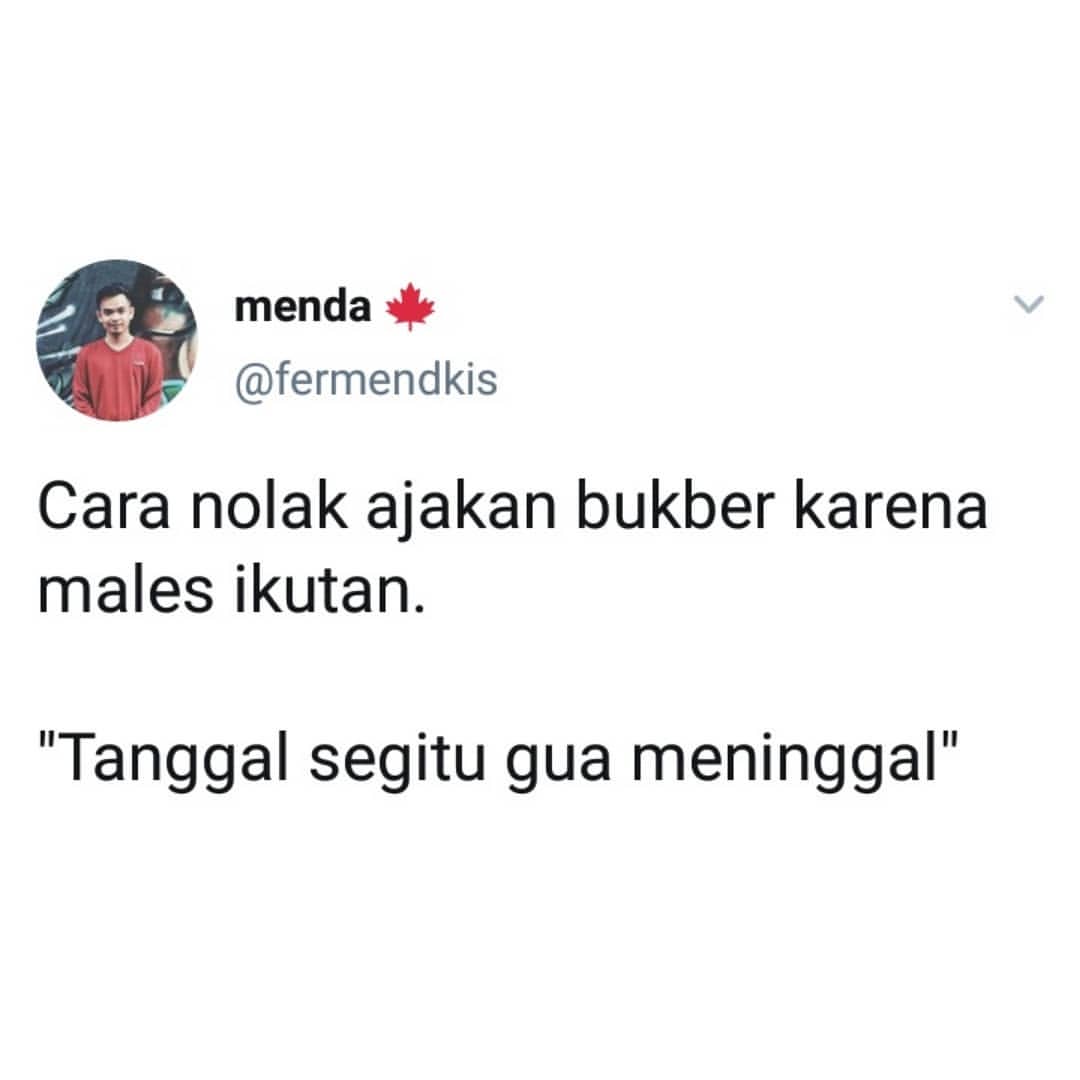 menda 🍁
@fermendkis
Cara nolak ajakan bukber karena
males ikutan.
"Tanggal segitu gua meninggal"